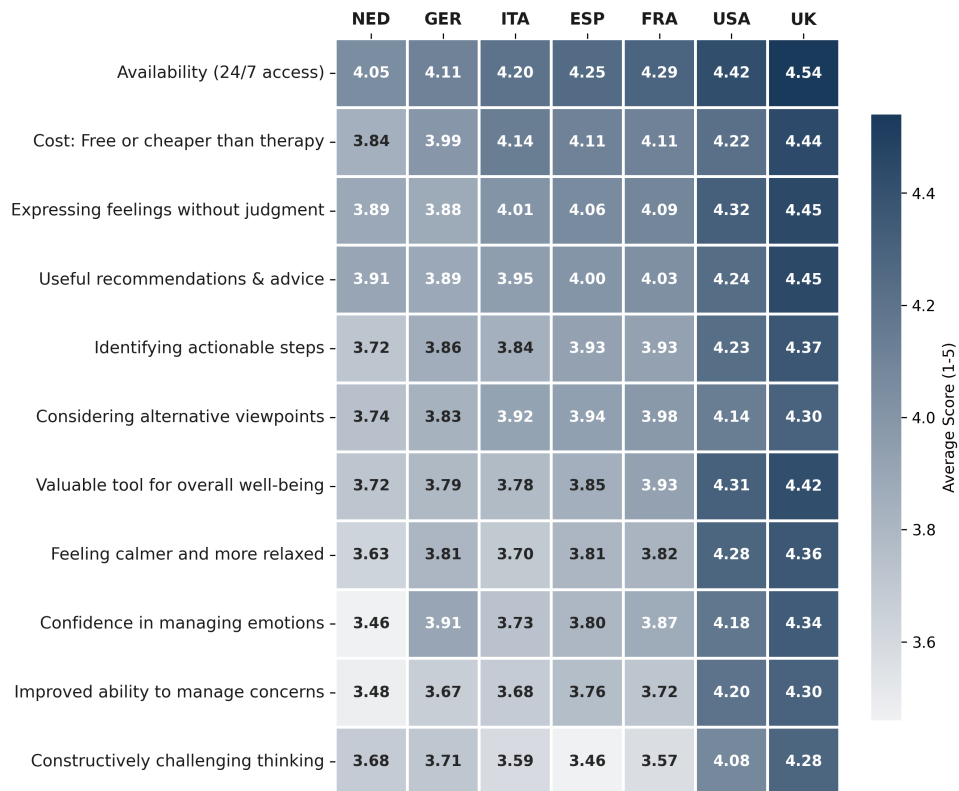 NED GER ITA ESP FRA USA UK
Availability (24/7 access) 4.05 4.11 4.20 4.25 4.29 4.42 4.54
Cost: Free or cheaper than therapy 3.84 3.99 4.14 4.11 4.11 4.22 4.44
Expressing feelings without judgment 3.89 3.88 4.01 4.06 4.09 4.32 4.45
Useful recommendations & advice 3.91 3.89 3.95 4.00 4.03 4.24 4.45
Identifying actionable steps 3.72 3.86 3.84 3.93 3.93 4.23 4.37
Considering alternative viewpoints 3.74 3.83 3.92 3.94 3.98 4.14 4.30
Valuable tool for overall well-being 3.72 3.79 3.78 3.85 3.93 4.31 4.42
Feeling calmer and more relaxed 3.63 3.81 3.70 3.81 3.82 4.28 4.36
Confidence in managing emotions 3.46 3.91 3.73 3.80 3.87 4.18 4.34
Improved ability to manage concerns 3.48 3.67 3.68 3.76 3.72 4.20 4.30
Constructively challenging thinking 3.68 3.71 3.59 3.46 3.57 4.08 4.28
4.4
4.2
4.0
3.8
3.6
Average Score (1-5)